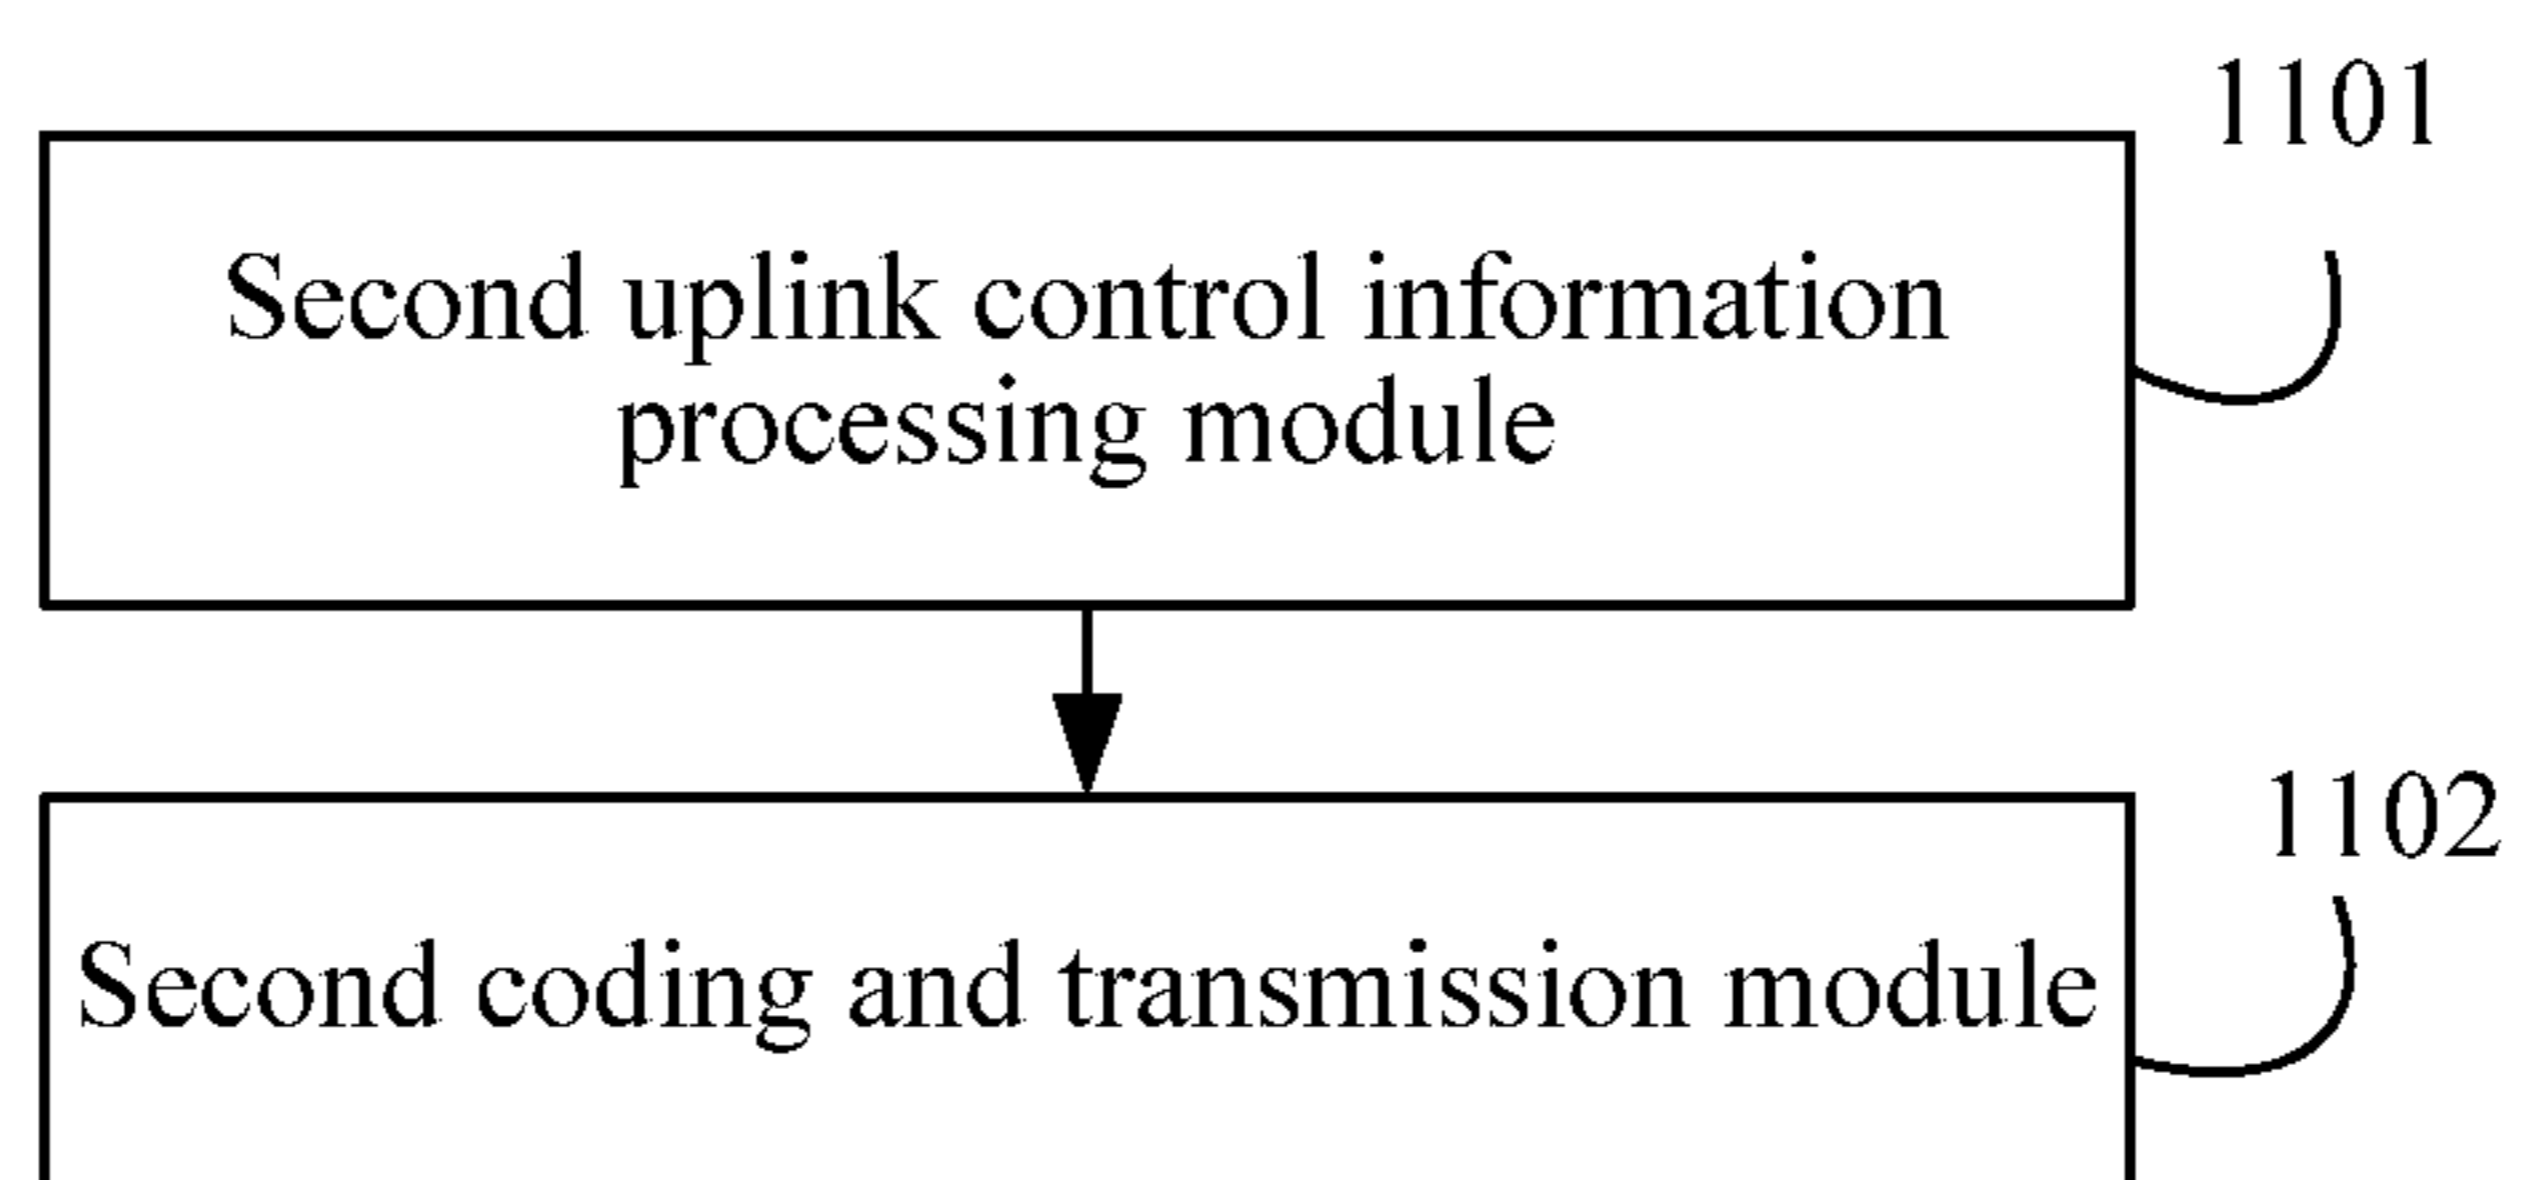 1101
Second uplink control information
processing module
1102
Second coding and transmission module